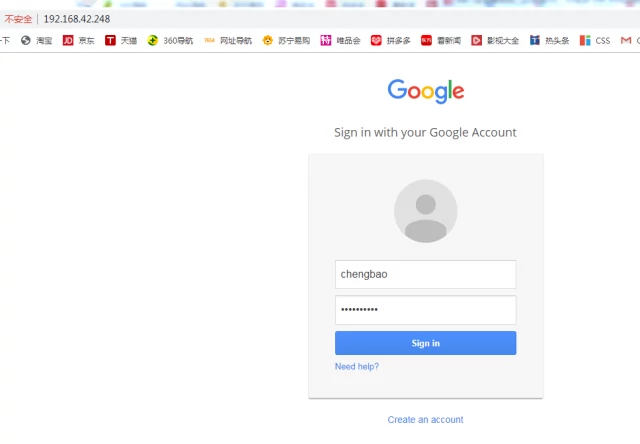 不安全 | 192.168.42.248
一下 淘宝 JD 京东 T 天猫 360导航 网址导航 苏宁易购 唯品会 拼多多 看新闻 影视大全 T 热头条 CSS
Google
Sign in with your Google Account
chengbao
••••••••••
Sign in
Need help?
Create an account